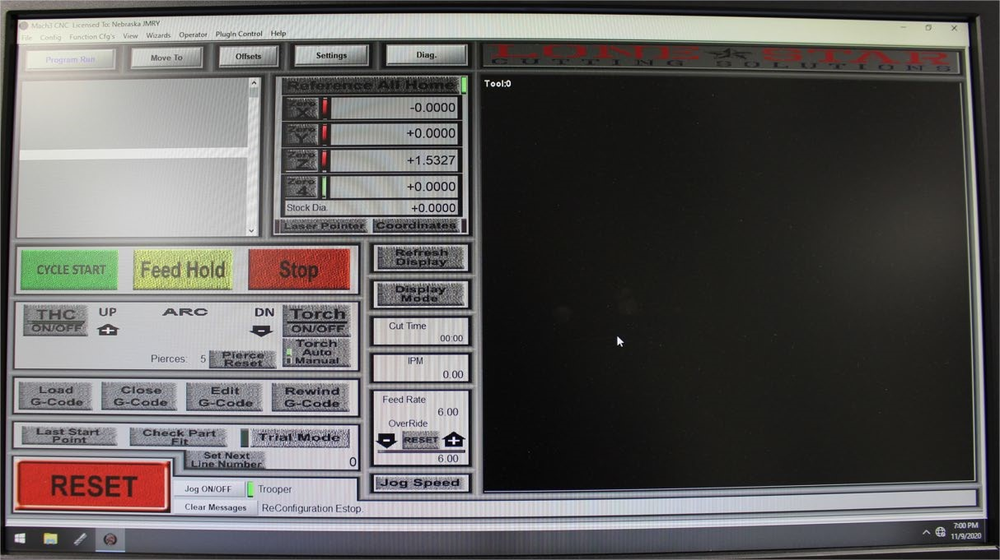 Mach3 CNC Licensed To: Nebraska JMRY
File Config Function Cfg's View Wizards Operator PlugIn Control Help
Program Run Move To Offsets Settings Diag.
LONE STAR
CUTTING SOLUTIONS
Reference All Home
Zero X -0.0000
Zero Y +0.0000
Zero Z +1.5327
Zero 4 +0.0000
Stock Dia. +0.0000
Laser Pointer Coordinates
Tool:0
CYCLE START Feed Hold Stop
Refresh
Display
Display
Mode
THC
ON/OFF
UP ARC DN
Torch
ON/OFF
Torch
Auto
Manual
Pierces: 5
Pierce
Reset
Cut Time
00:00
IPM
0.00
Load
G-Code
Close
G-Code
Edit
G-Code
Rewind
G-Code
Feed Rate
6.00
OverRide
RESET
6.00
Last Start
Point
Check Part
Fit
Trial Mode
Set Next
Line Number
0
Jog Speed
RESET
Jog ON/OFF Trooper
Clear Messages ReConfiguration Estop.
7:00 PM
11/9/2020